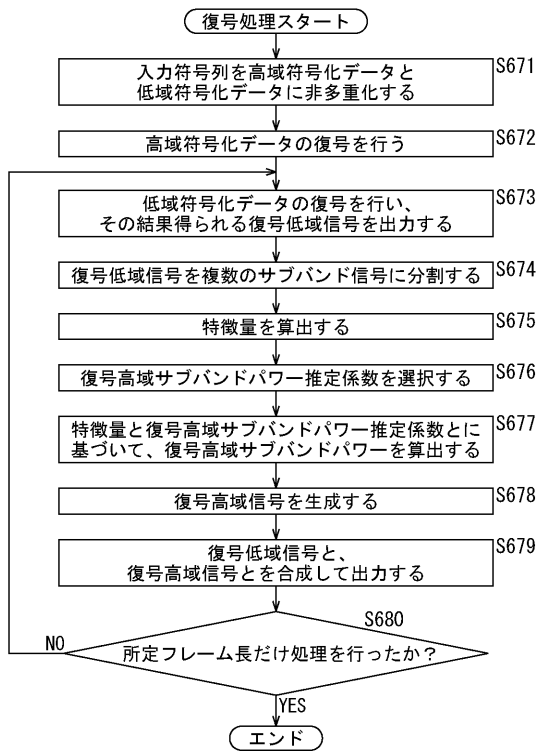 復号処理スタート
S671
入力符号列を高域符号化データと
低域符号化データに非多重化する
S672
高域符号化データの復号を行う
S673
低域符号化データの復号を行い、
その結果得られる復号低域信号を出力する
S674
復号低域信号を複数のサブバンド信号に分割する
S675
特徴量を算出する
S676
復号高域サブバンドパワー推定係数を選択する
S677
特徴量と復号高域サブバンドパワー推定係数とに
基づいて、復号高域サブバンドパワーを算出する
S678
復号高域信号を生成する
S679
復号低域信号と、
復号高域信号とを合成して出力する
S680
NO
所定フレーム長だけ処理を行ったか？
YES
エンド